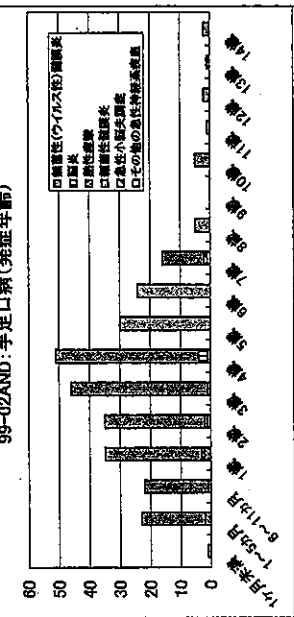 99-02AND:手足口病(発症年齢)
60
50
40
30
20
10
0
1ケ月未満
1〜5カ月
6〜11カ月
1歳
2歳
3歳
4歳
5歳
6歳
7歳
8歳
9歳
10歳
11歳
12歳
13歳
14歳
無菌性(ウイルス性)髄膜炎
脳炎
熱性痙攣
細菌性髄膜炎
急性小脳失調症
その他の急性神経系疾患